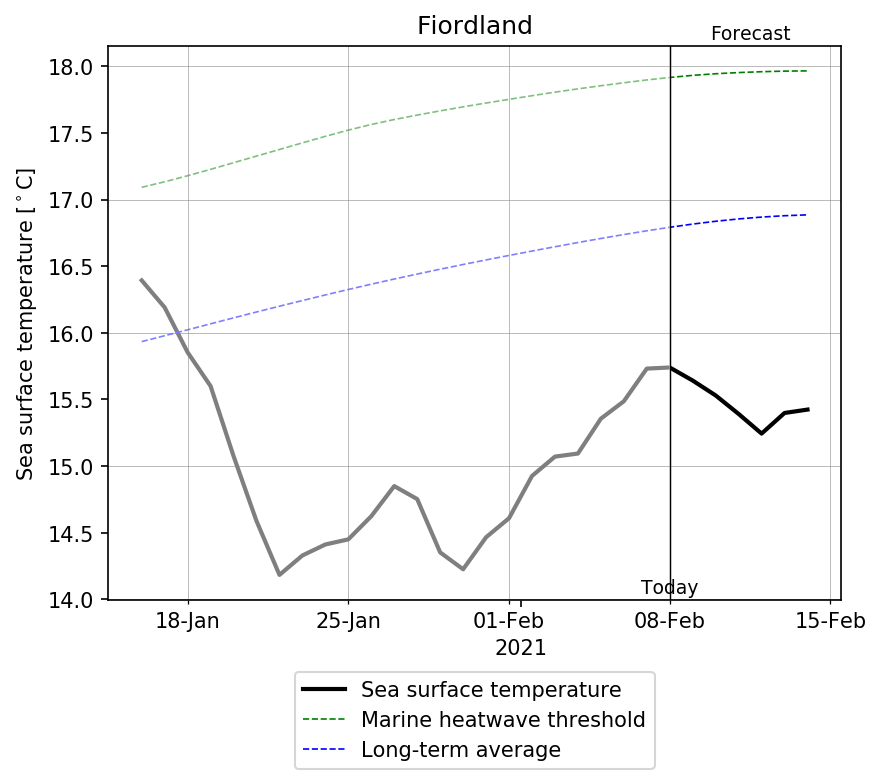 Fiordland
Forecast
Sea surface temperature [°C]
18.0
17.5
17.0
16.5
16.0
15.5
15.0
14.5
14.0
Today
18-Jan 25-Jan 01-Feb 08-Feb 15-Feb
2021
Sea surface temperature
Marine heatwave threshold
Long-term average